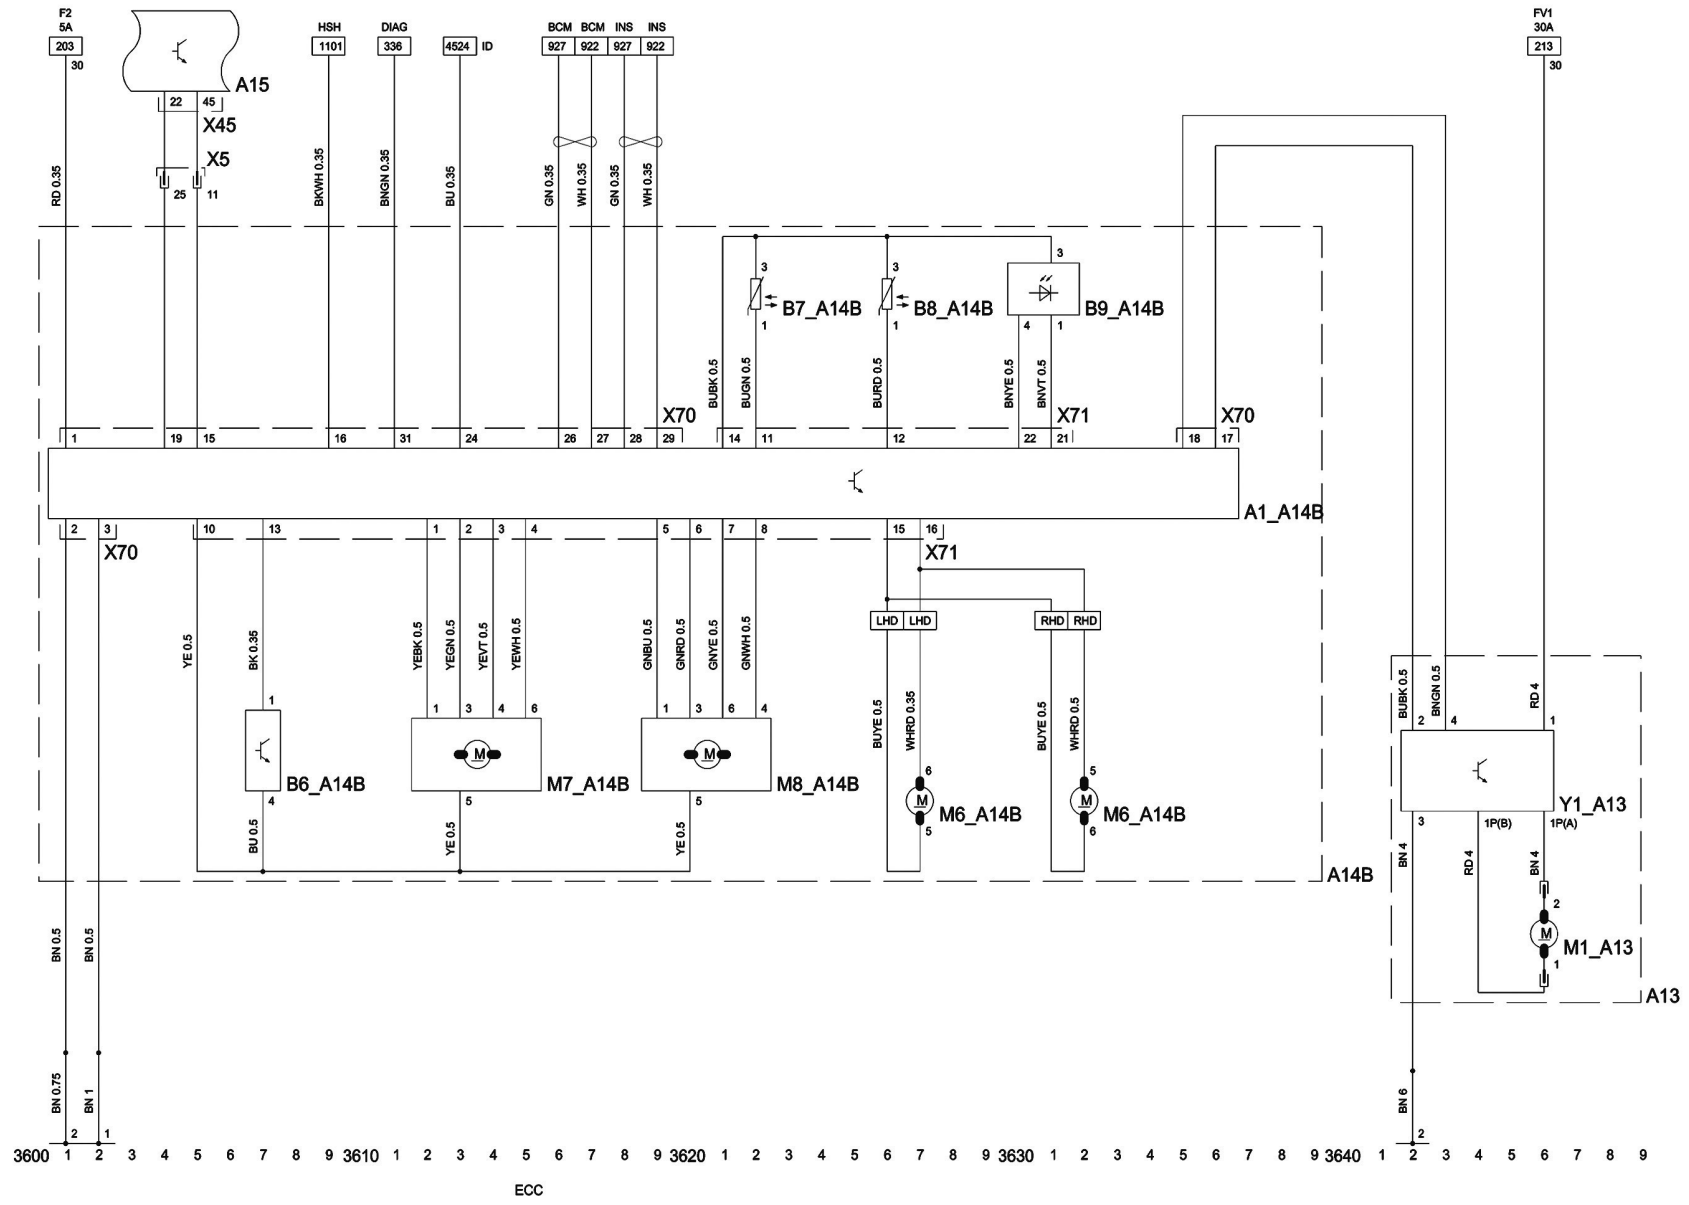 F2 HSH DIAG BCM BCM INS INS FV1
5A 30A
203 1101 336 4524 ID 927 922 927 922 213
30 30
A15
22 45
X45
X5
25 11
RD 0.35 BKWH 0.35 BNGN 0.35 BU 0.35 GN 0.35 WH 0.35 GN 0.35 WH 0.35
3 3 3
B7_A14B B8_A14B B9_A14B
1 1 4 1
BUBK 0.5 BUGN 0.5 BURD 0.5 BNYE 0.5 BNVT 0.5
X70 X71 X70
1 19 15 16 31 24 26 27 28 29 14 11 12 22 21 18 17
A1_A14B
2 3 10 13 1 2 3 4 5 6 7 8 15 16
X70 X71
LHD LHD RHD RHD
YE 0.5 BK 0.35 YEBK 0.5 YEGN 0.5 YEVT 0.5 YEWH 0.5 GNBU 0.5 GNRD 0.5 GNYE 0.5 GNWH 0.5
BUYE 0.5 WHRD 0.35 BUYE 0.5 WHRD 0.5 BUBK 0.5 BNGN 0.5 RD 4
1 1 3 4 6 1 3 6 4 2 4 1
6 5
M M M M
B6_A14B M7_A14B M8_A14B M6_A14B M6_A14B Y1_A13
4 5 5 5 6 3 1P(B) 1P(A)
BU 0.5 YE 0.5 YE 0.5 BN 4 RD 4 BN 4
A14B
2
M
M1_A13
1
BN 0.5 BN 0.5
A13
BN 0.75 BN 1 BN 6
2 1 2
3600 1 2 3 4 5 6 7 8 9 3610 1 2 3 4 5 6 7 8 9 3620 1 2 3 4 5 6 7 8 9 3630 1 2 3 4 5 6 7 8 9 3640 1 2 3 4 5 6 7 8 9
ECC